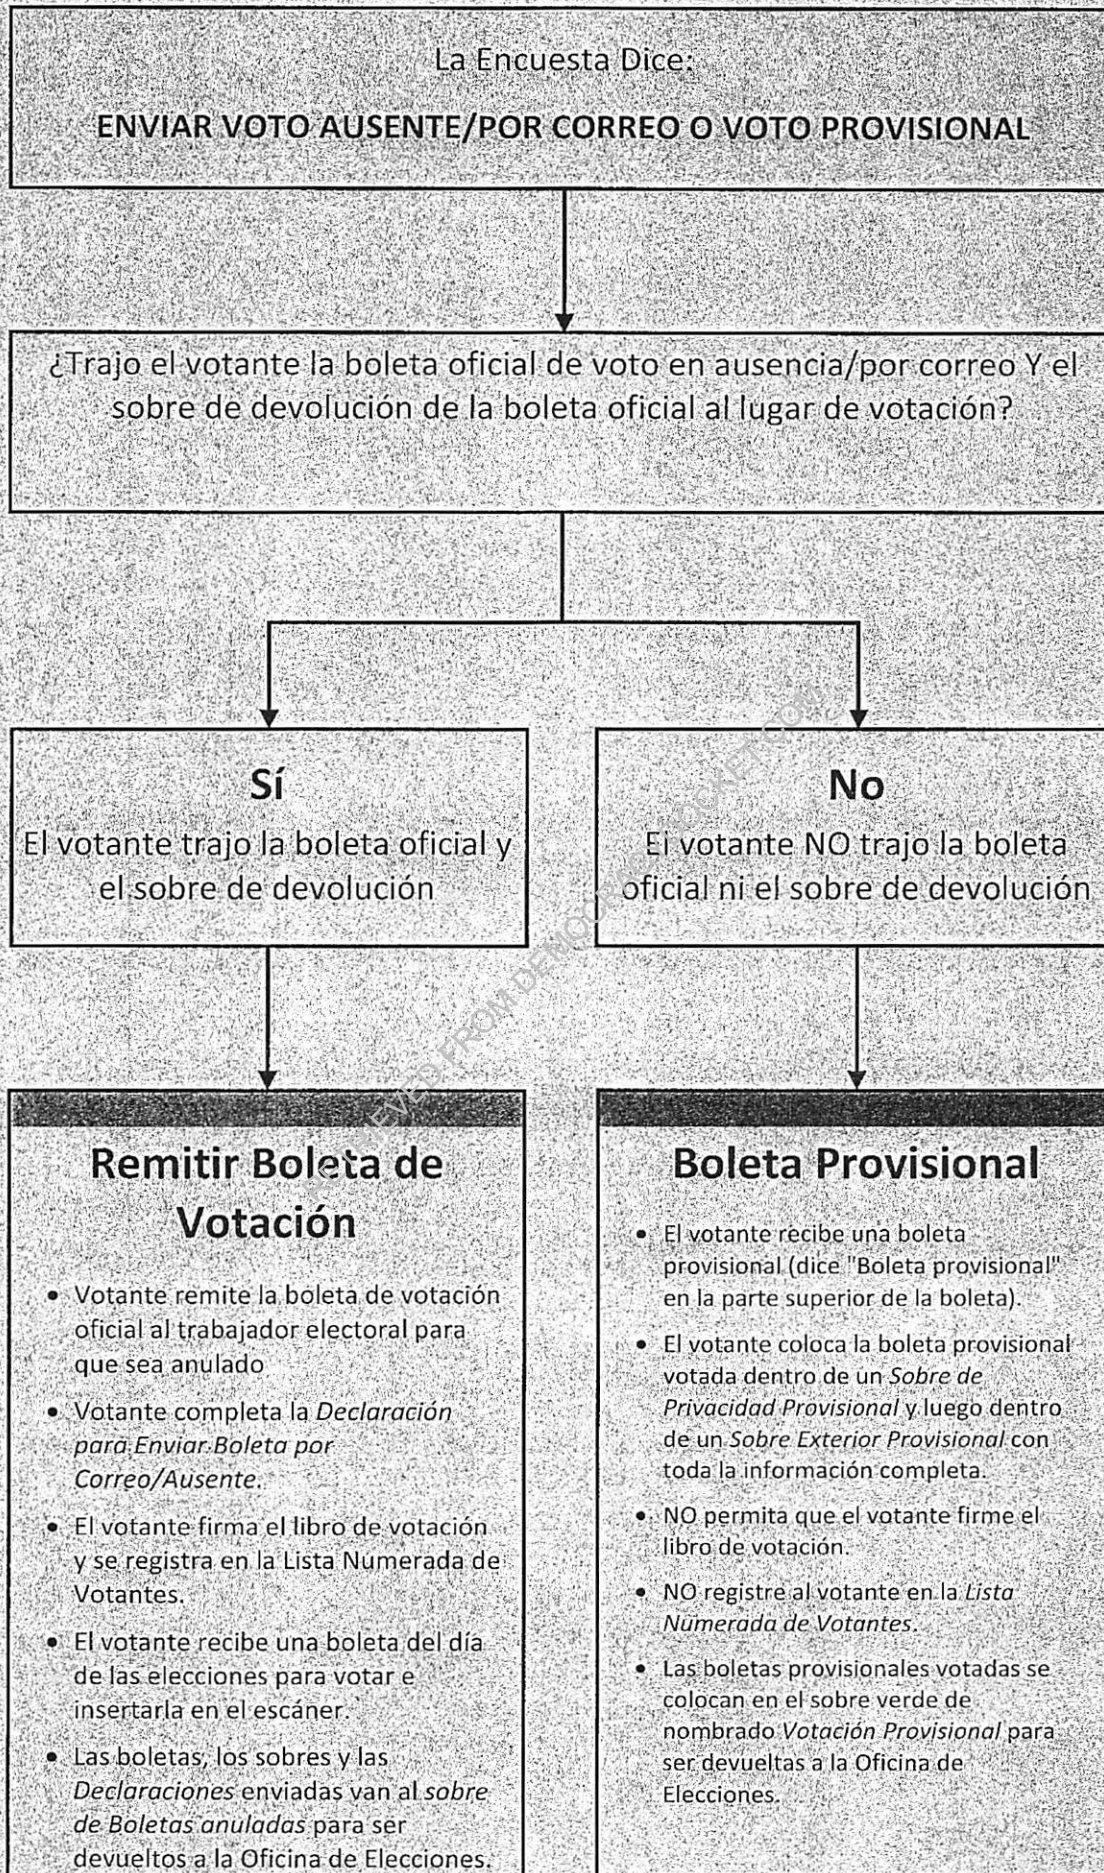 La Encuesta Dice:
ENVIAR VOTO AUSENTE/POR CORREO O VOTO PROVISIONAL
¿Trajo el votante la boleta oficial de voto en ausencia/por correo Y el
sobre de devolución de la boleta oficial al lugar de votación?
Sí
El votante trajo la boleta oficial y
el sobre de devolución
No
El votante NO trajo la boleta
oficial ni el sobre de devolución
Remitir Boleta de
Votación
• Votante remite la boleta de votación
oficial al trabajador electoral para
que sea anulado
• Votante completa la Declaración
para Enviar Boleta por
Correo/Ausente.
• El votante firma el libro de votación
y se registra en la Lista Numerada de
Votantes.
• El votante recibe una boleta del día
de las elecciones para votar e
insertarla en el escáner.
• Las boletas, los sobres y las
Declaraciones enviadas van al sobre
de Boletas anuladas para ser
devueltos a la Oficina de Elecciones.
Boleta Provisional
• El votante recibe una boleta
provisional (dice "Boleta provisional"
en la parte superior de la boleta).
• El votante coloca la boleta provisional
votada dentro de un Sobre de
Privacidad Provisional y luego dentro
de un Sobre Exterior Provisional con
toda la información completa.
• NO permita que el votante firme el
libro de votación.
• NO registre al votante en la Lista
Numerada de Votantes.
• Las boletas provisionales votadas se
colocan en el sobre verde de
nombrado Votación Provisional para
ser devueltas a la Oficina de
Elecciones.
FROM